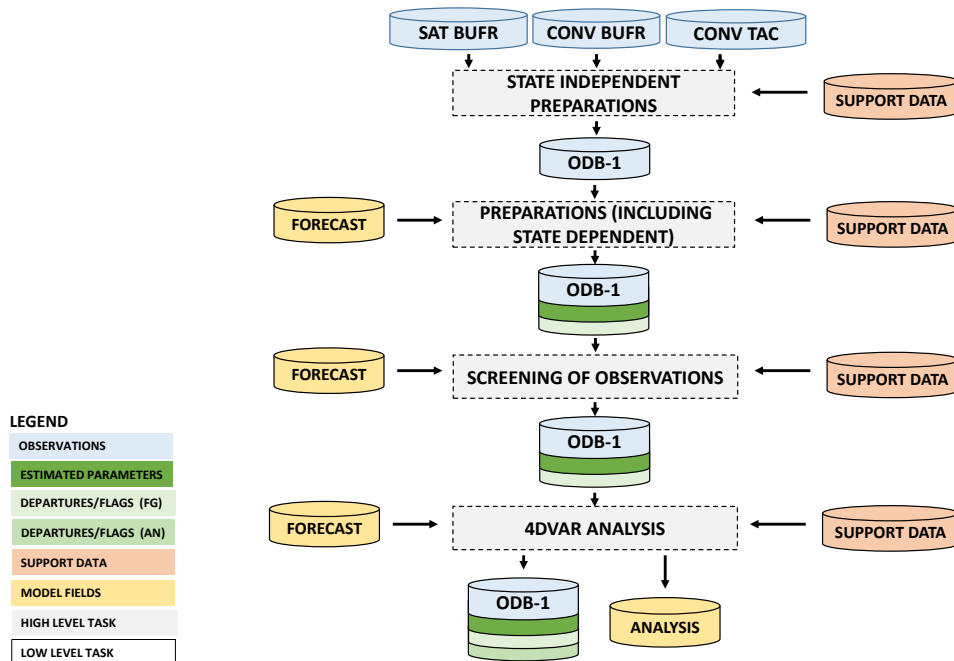 SAT BUFR
CONV BUFR
CONV TAC
STATE INDEPENDENT
PREPARATIONS
SUPPORT DATA
ODB-1
FORECAST
PREPARATIONS (INCLUDING
STATE DEPENDENT)
SUPPORT DATA
ODB-1
FORECAST
SCREENING OF OBSERVATIONS
SUPPORT DATA
ODB-1
FORECAST
4DVAR ANALYSIS
SUPPORT DATA
ODB-1
ANALYSIS
LEGEND
OBSERVATIONS
ESTIMATED PARAMETERS
DEPARTURES/FLAGS (FG)
DEPARTURES/FLAGS (AN)
SUPPORT DATA
MODEL FIELDS
HIGH LEVEL TASK
LOW LEVEL TASK